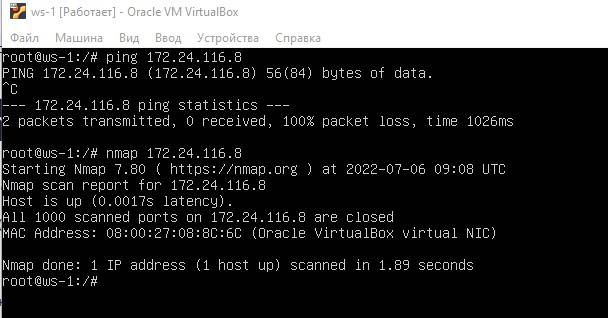 ws-1 [Работает] - Oracle VM VirtualBox
Файл Машина Вид Ввод Устройства Справка
root@ws-1:/# ping 172.24.116.8
PING 172.24.116.8 (172.24.116.8) 56(84) bytes of data.
^C
--- 172.24.116.8 ping statistics ---
2 packets transmitted, 0 received, 100% packet loss, time 1026ms
root@ws-1:/# nmap 172.24.116.8
Starting Nmap 7.80 ( https://nmap.org ) at 2022-07-06 09:08 UTC
Nmap scan report for 172.24.116.8
Host is up (0.0017s latency).
All 1000 scanned ports on 172.24.116.8 are closed
MAC Address: 08:00:27:08:8C:6C (Oracle VirtualBox virtual NIC)
Nmap done: 1 IP address (1 host up) scanned in 1.89 seconds
root@ws-1:/#